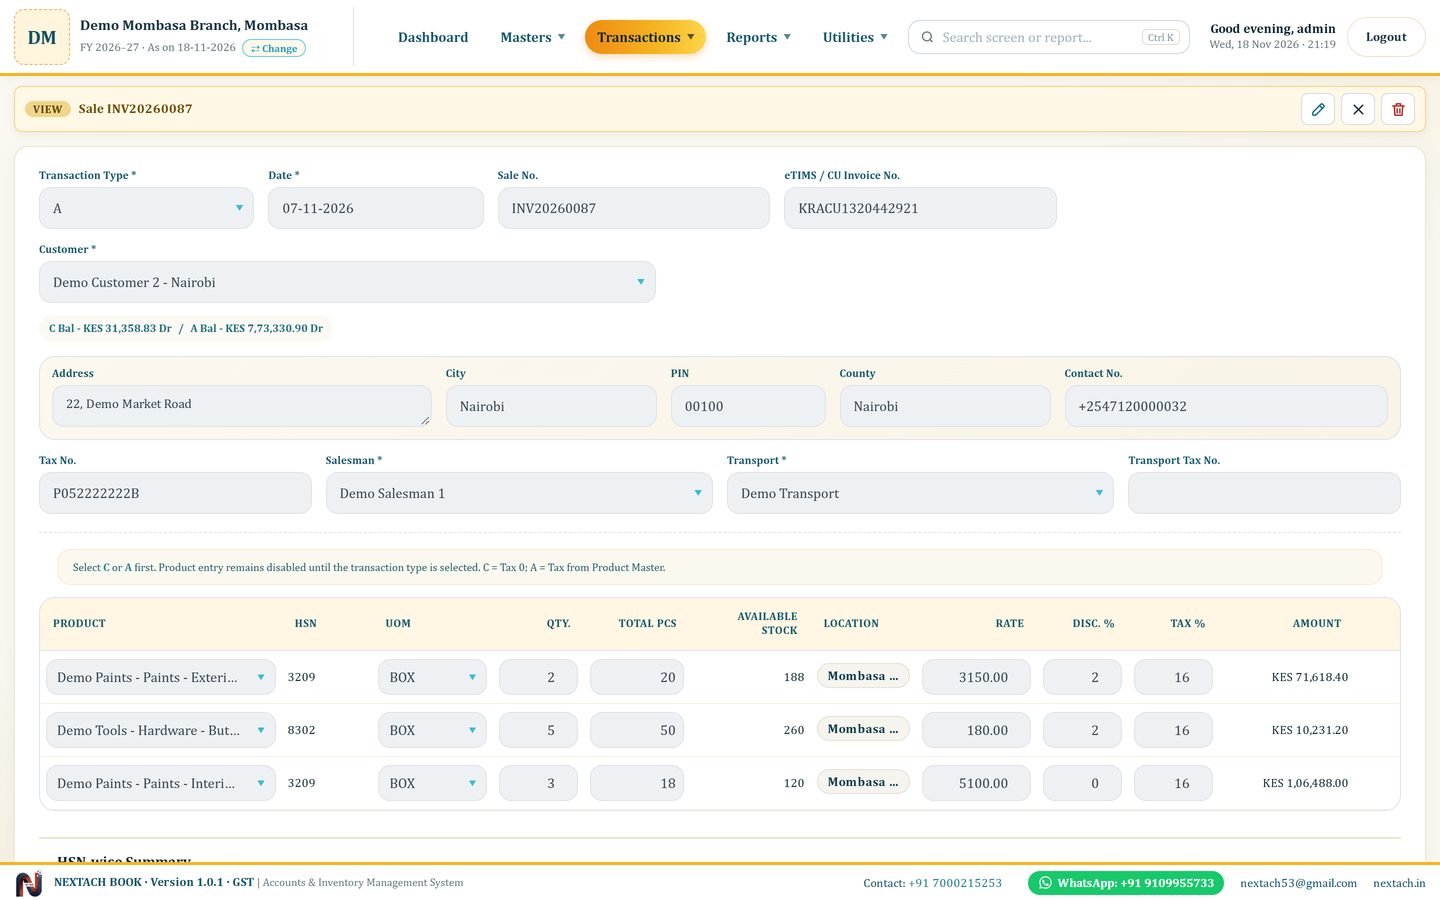 DM
Demo Mombasa Branch, Mombasa
FY 2026-27 · As on 18-11-2026 ⇄ Change
Dashboard
Masters ▼
Transactions ▼
Reports ▼
Utilities ▼
Search screen or report...
Ctrl K
Good evening, admin
Wed, 18 Nov 2026 · 21:19
Logout
VIEW Sale INV20260087
Transaction Type * Date * Sale No. eTIMS / CU Invoice No.
A 07-11-2026 INV20260087 KRACU1320442921
Customer *
Demo Customer 2 - Nairobi
C Bal - KES 31,358.83 Dr / A Bal - KES 7,73,330.90 Dr
Address City PIN County Contact No.
22, Demo Market Road Nairobi 00100 Nairobi +2547120000032
Tax No. Salesman * Transport * Transport Tax No.
P052222222B Demo Salesman 1 Demo Transport
Select C or A first. Product entry remains disabled until the transaction type is selected. C = Tax 0; A = Tax from Product Master.
PRODUCT HSN UOM QTY. TOTAL PCS AVAILABLE STOCK LOCATION RATE DISC. % TAX % AMOUNT
Demo Paints - Paints - Exteri... 3209 BOX 2 20 188 Mombasa ... 3150.00 2 16 KES 71,618.40
Demo Tools - Hardware - But... 8302 BOX 5 50 260 Mombasa ... 180.00 2 16 KES 10,231.20
Demo Paints - Paints - Interi... 3209 BOX 3 18 120 Mombasa ... 5100.00 0 16 KES 1,06,488.00
HSN-wise Summary
NEXTACH BOOK · Version 1.0.1 · GST | Accounts & Inventory Management System
Contact: +91 7000215253
WhatsApp: +91 9109955733
nextach53@gmail.com
nextach.in